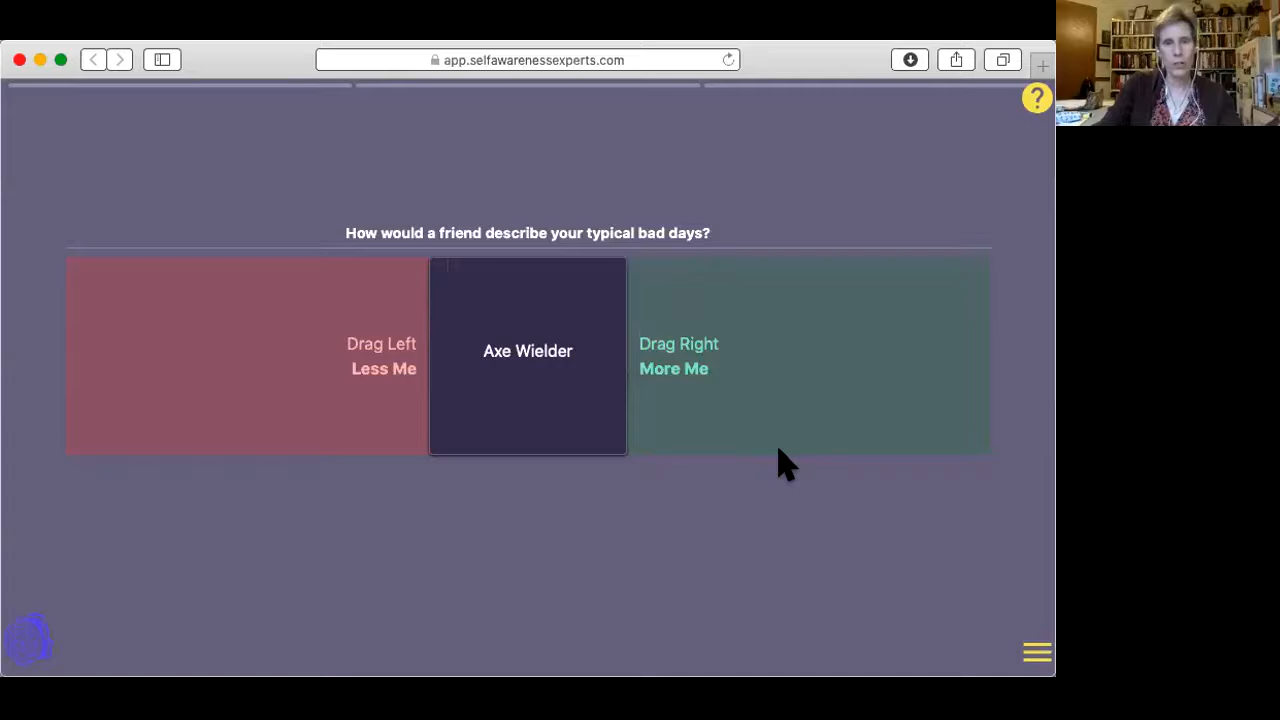 app.selfawarenessexperts.com
?
How would a friend describe your typical bad days?
Drag Left
Less Me
Axe Wielder
Drag Right
More Me